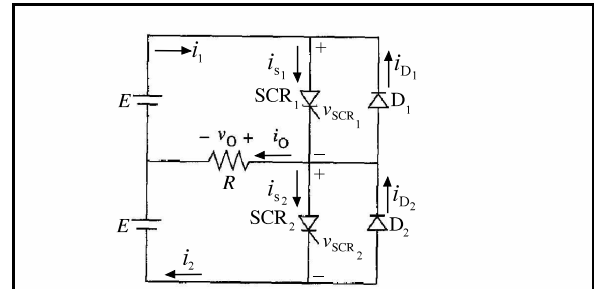 i1
+
is1
iD1
SCR1
E
vSCR1
D1
− vO + iO
−
R
+
is2
iD2
SCR2
E
D2
vSCR2
i2
−